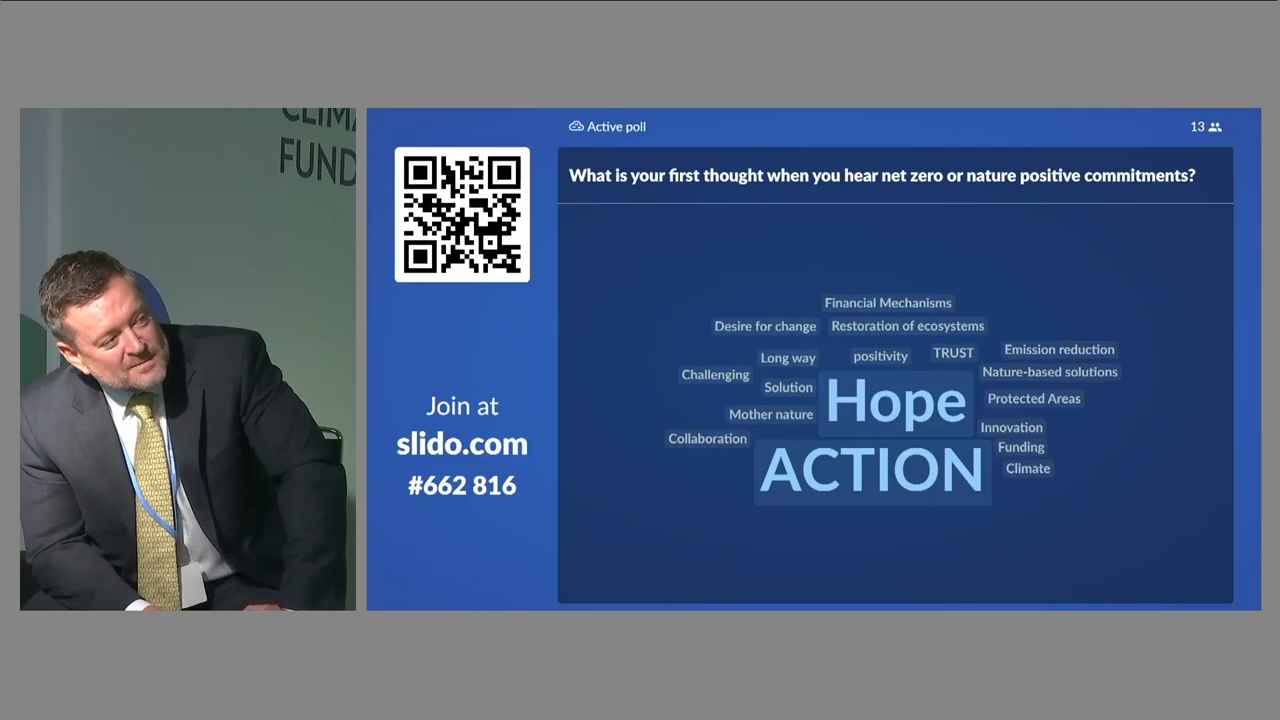 FUND
Active poll
13
What is your first thought when you hear net zero or nature positive commitments?
Join at
slido.com
#662 816
Financial Mechanisms
Desire for change
Restoration of ecosystems
Long way
positivity
TRUST
Emission reduction
Challenging
Solution
Hope
Nature-based solutions
Protected Areas
Mother nature
Innovation
Collaboration
Funding
ACTION
Climate